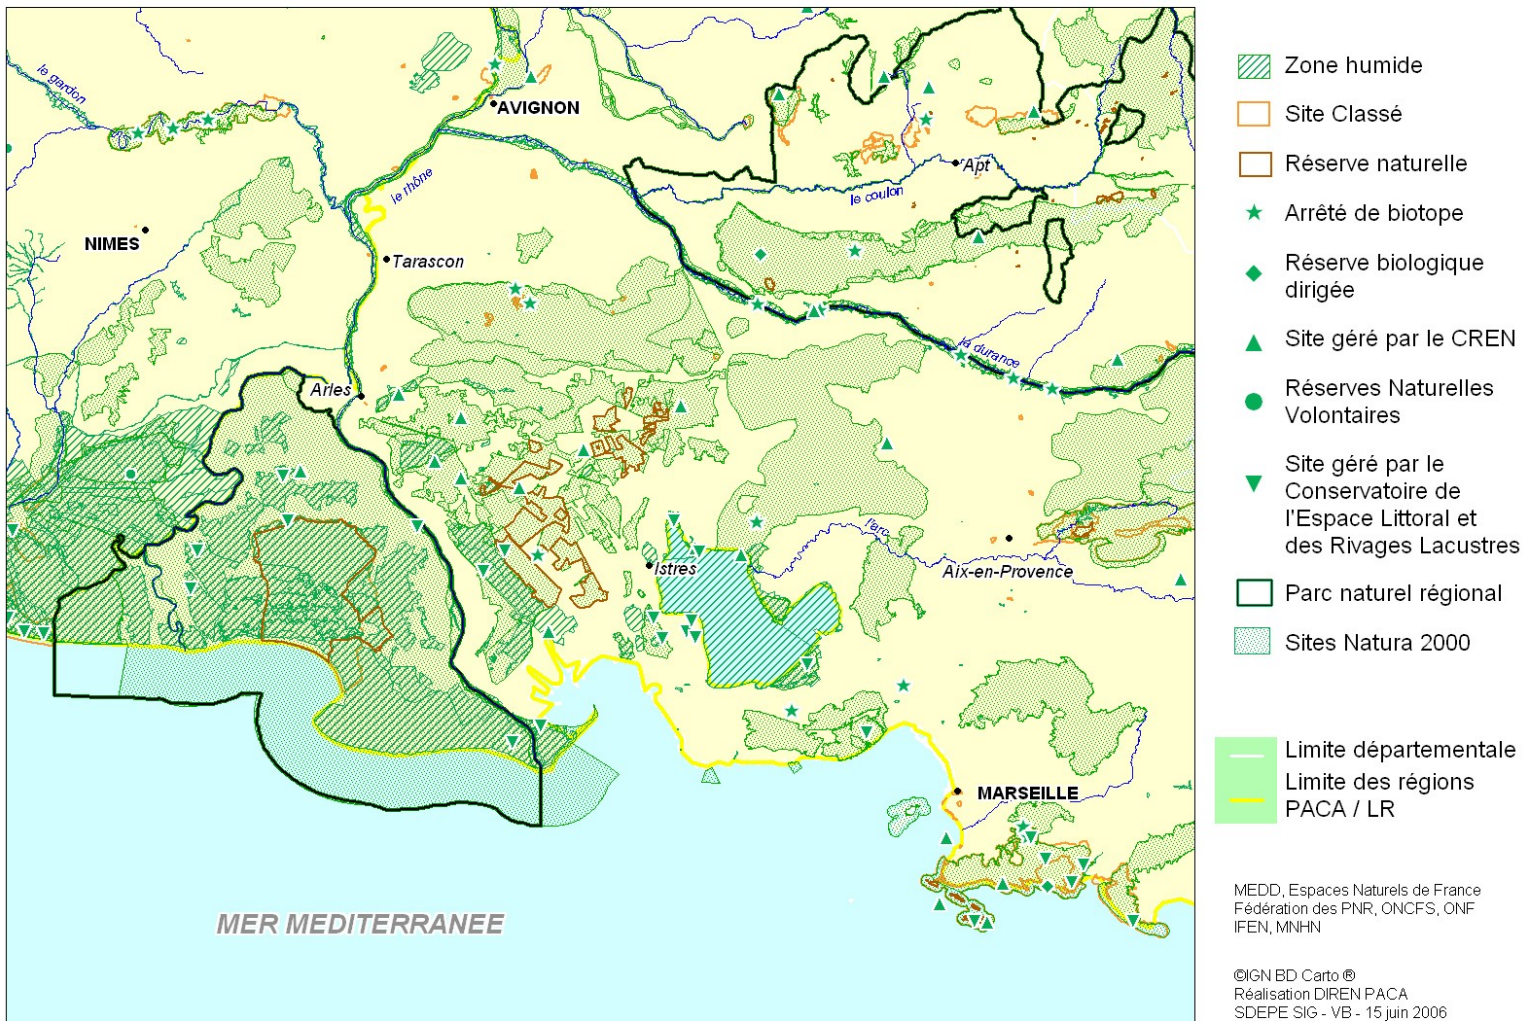 le gardon
AVIGNON
le rhône
Apt
le coulon
NIMES
Tarascon
la durance
Arles
l'arc
Istres
Aix-en-Provence
MARSEILLE
MER MEDITERRANEE
Zone humide
Site Classé
Réserve naturelle
Arrêté de biotope
Réserve biologique
dirigée
Site géré par le CREN
Réserves Naturelles
Volontaires
Site géré par le
Conservatoire de
l'Espace Littoral et
des Rivages Lacustres
Parc naturel régional
Sites Natura 2000
Limite départementale
Limite des régions
PACA / LR
MEDD, Espaces Naturels de France
Fédération des PNR, ONCFS, ONF
IFEN, MNHN
©IGN BD Carto ®
Réalisation DIREN PACA
SDEPE SIG - VB - 15 juin 2006